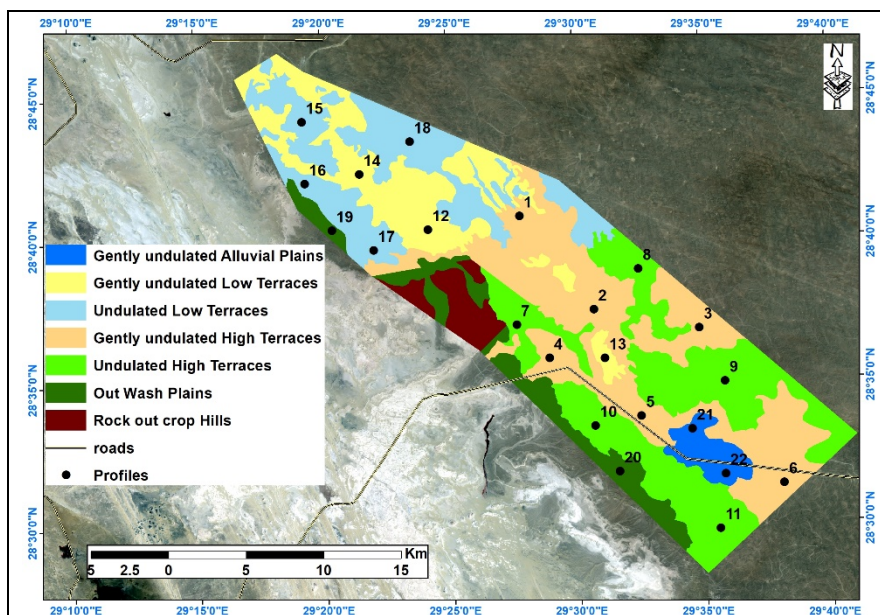 29°10'0"E 29°15'0"E 29°20'0"E 29°25'0"E 29°30'0"E 29°35'0"E 29°40'0"E
N
28°45'0"N
28°45'0"N
15
18
14
16
1
12
19
17
28°40'0"N
28°40'0"N
8
2
3
7
4
13
9
28°35'0"N
28°35'0"N
5
10
21
20
22
6
11
28°30'0"N
28°30'0"N
Gently undulated Alluvial Plains
Gently undulated Low Terraces
Undulated Low Terraces
Gently undulated High Terraces
Undulated High Terraces
Out Wash Plains
Rock out crop Hills
roads
Profiles
Km
5 2.5 0 5 10 15
29°10'0"E 29°15'0"E 29°20'0"E 29°25'0"E 29°30'0"E 29°35'0"E 29°40'0"E